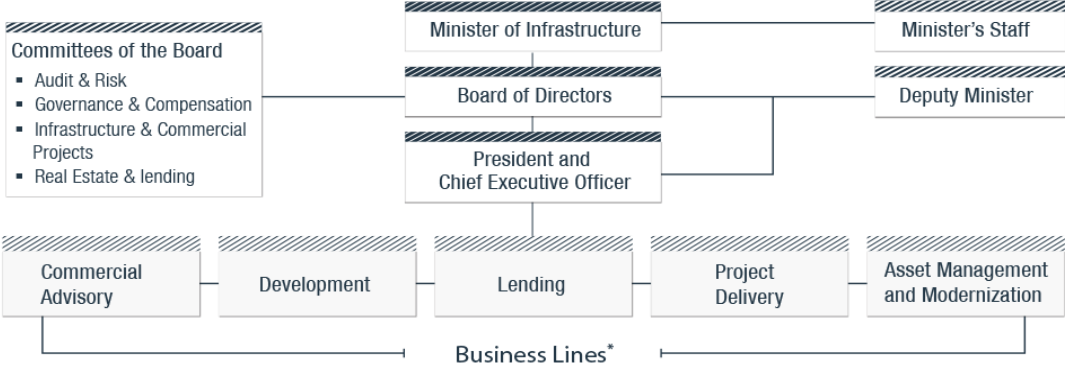 Minister of Infrastructure
Minister's Staff
Committees of the Board
▪ Audit & Risk
▪ Governance & Compensation
▪ Infrastructure & Commercial
Projects
▪ Real Estate & lending
Board of Directors
Deputy Minister
President and
Chief Executive Officer
Commercial
Advisory
Development
Lending
Project
Delivery
Asset Management
and Modernization
Business Lines*